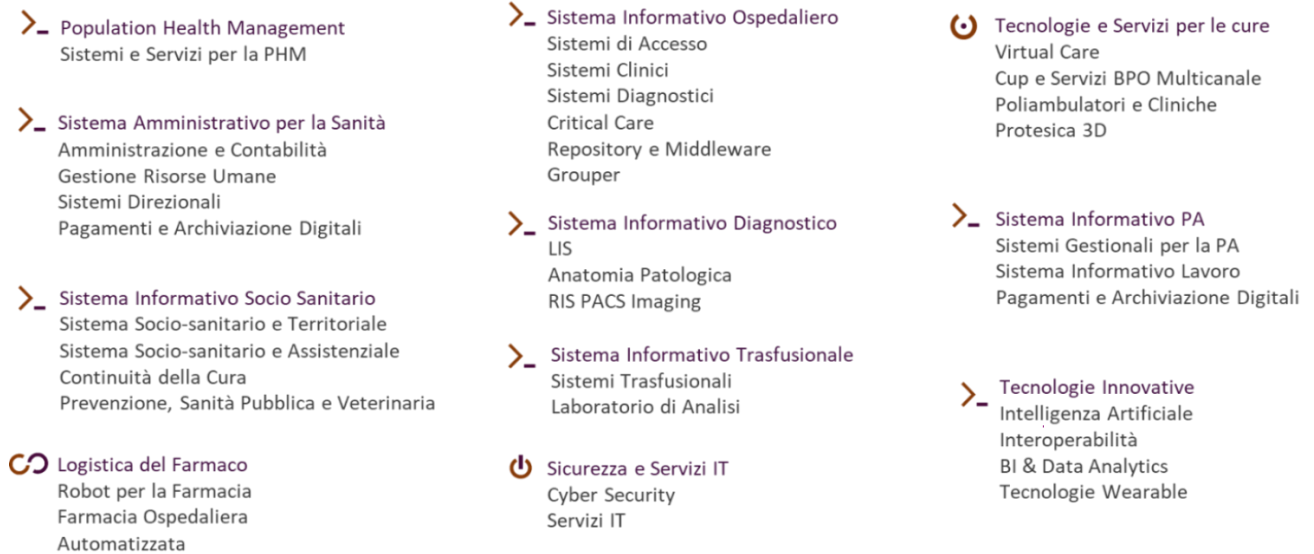 Population Health Management
Sistemi e Servizi per la PHM
Sistema Amministrativo per la Sanità
Amministrazione e Contabilità
Gestione Risorse Umane
Sistemi Direzionali
Pagamenti e Archiviazione Digitali
Sistema Informativo Socio Sanitario
Sistema Socio-sanitario e Territoriale
Sistema Socio-sanitario e Assistenziale
Continuità della Cura
Prevenzione, Sanità Pubblica e Veterinaria
Logistica del Farmaco
Robot per la Farmacia
Farmacia Ospedaliera
Automatizzata
Sistema Informativo Ospedaliero
Sistemi di Accesso
Sistemi Clinici
Sistemi Diagnostici
Critical Care
Repository e Middleware
Grouper
Sistema Informativo Diagnostico
LIS
Anatomia Patologica
RIS PACS Imaging
Sistema Informativo Trasfusionale
Sistemi Trasfusionali
Laboratorio di Analisi
Sicurezza e Servizi IT
Cyber Security
Servizi IT
Tecnologie e Servizi per le cure
Virtual Care
Cup e Servizi BPO Multicanale
Poliambulatori e Cliniche
Protesica 3D
Sistema Informativo PA
Sistemi Gestionali per la PA
Sistema Informativo Lavoro
Pagamenti e Archiviazione Digitali
Tecnologie Innovative
Intelligenza Artificiale
Interoperabilità
BI & Data Analytics
Tecnologie Wearable